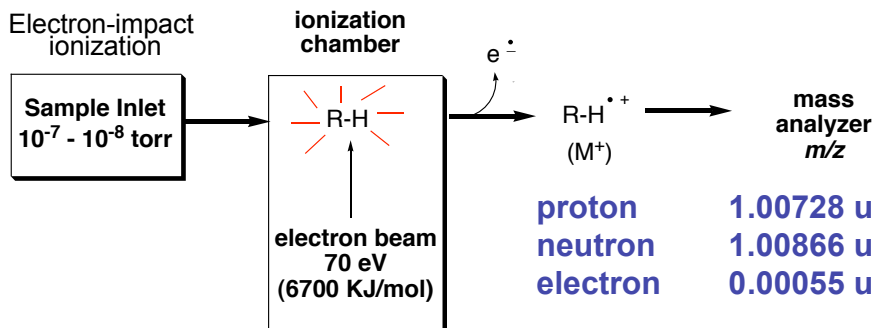 Electron-impact
ionization
Sample Inlet
10⁻⁷ - 10⁻⁸ torr
ionization
chamber
R-H
electron beam
70 eV
(6700 KJ/mol)
e⁻•
R-H•⁺
(M⁺)
mass
analyzer
m/z
proton 1.00728 u
neutron 1.00866 u
electron 0.00055 u